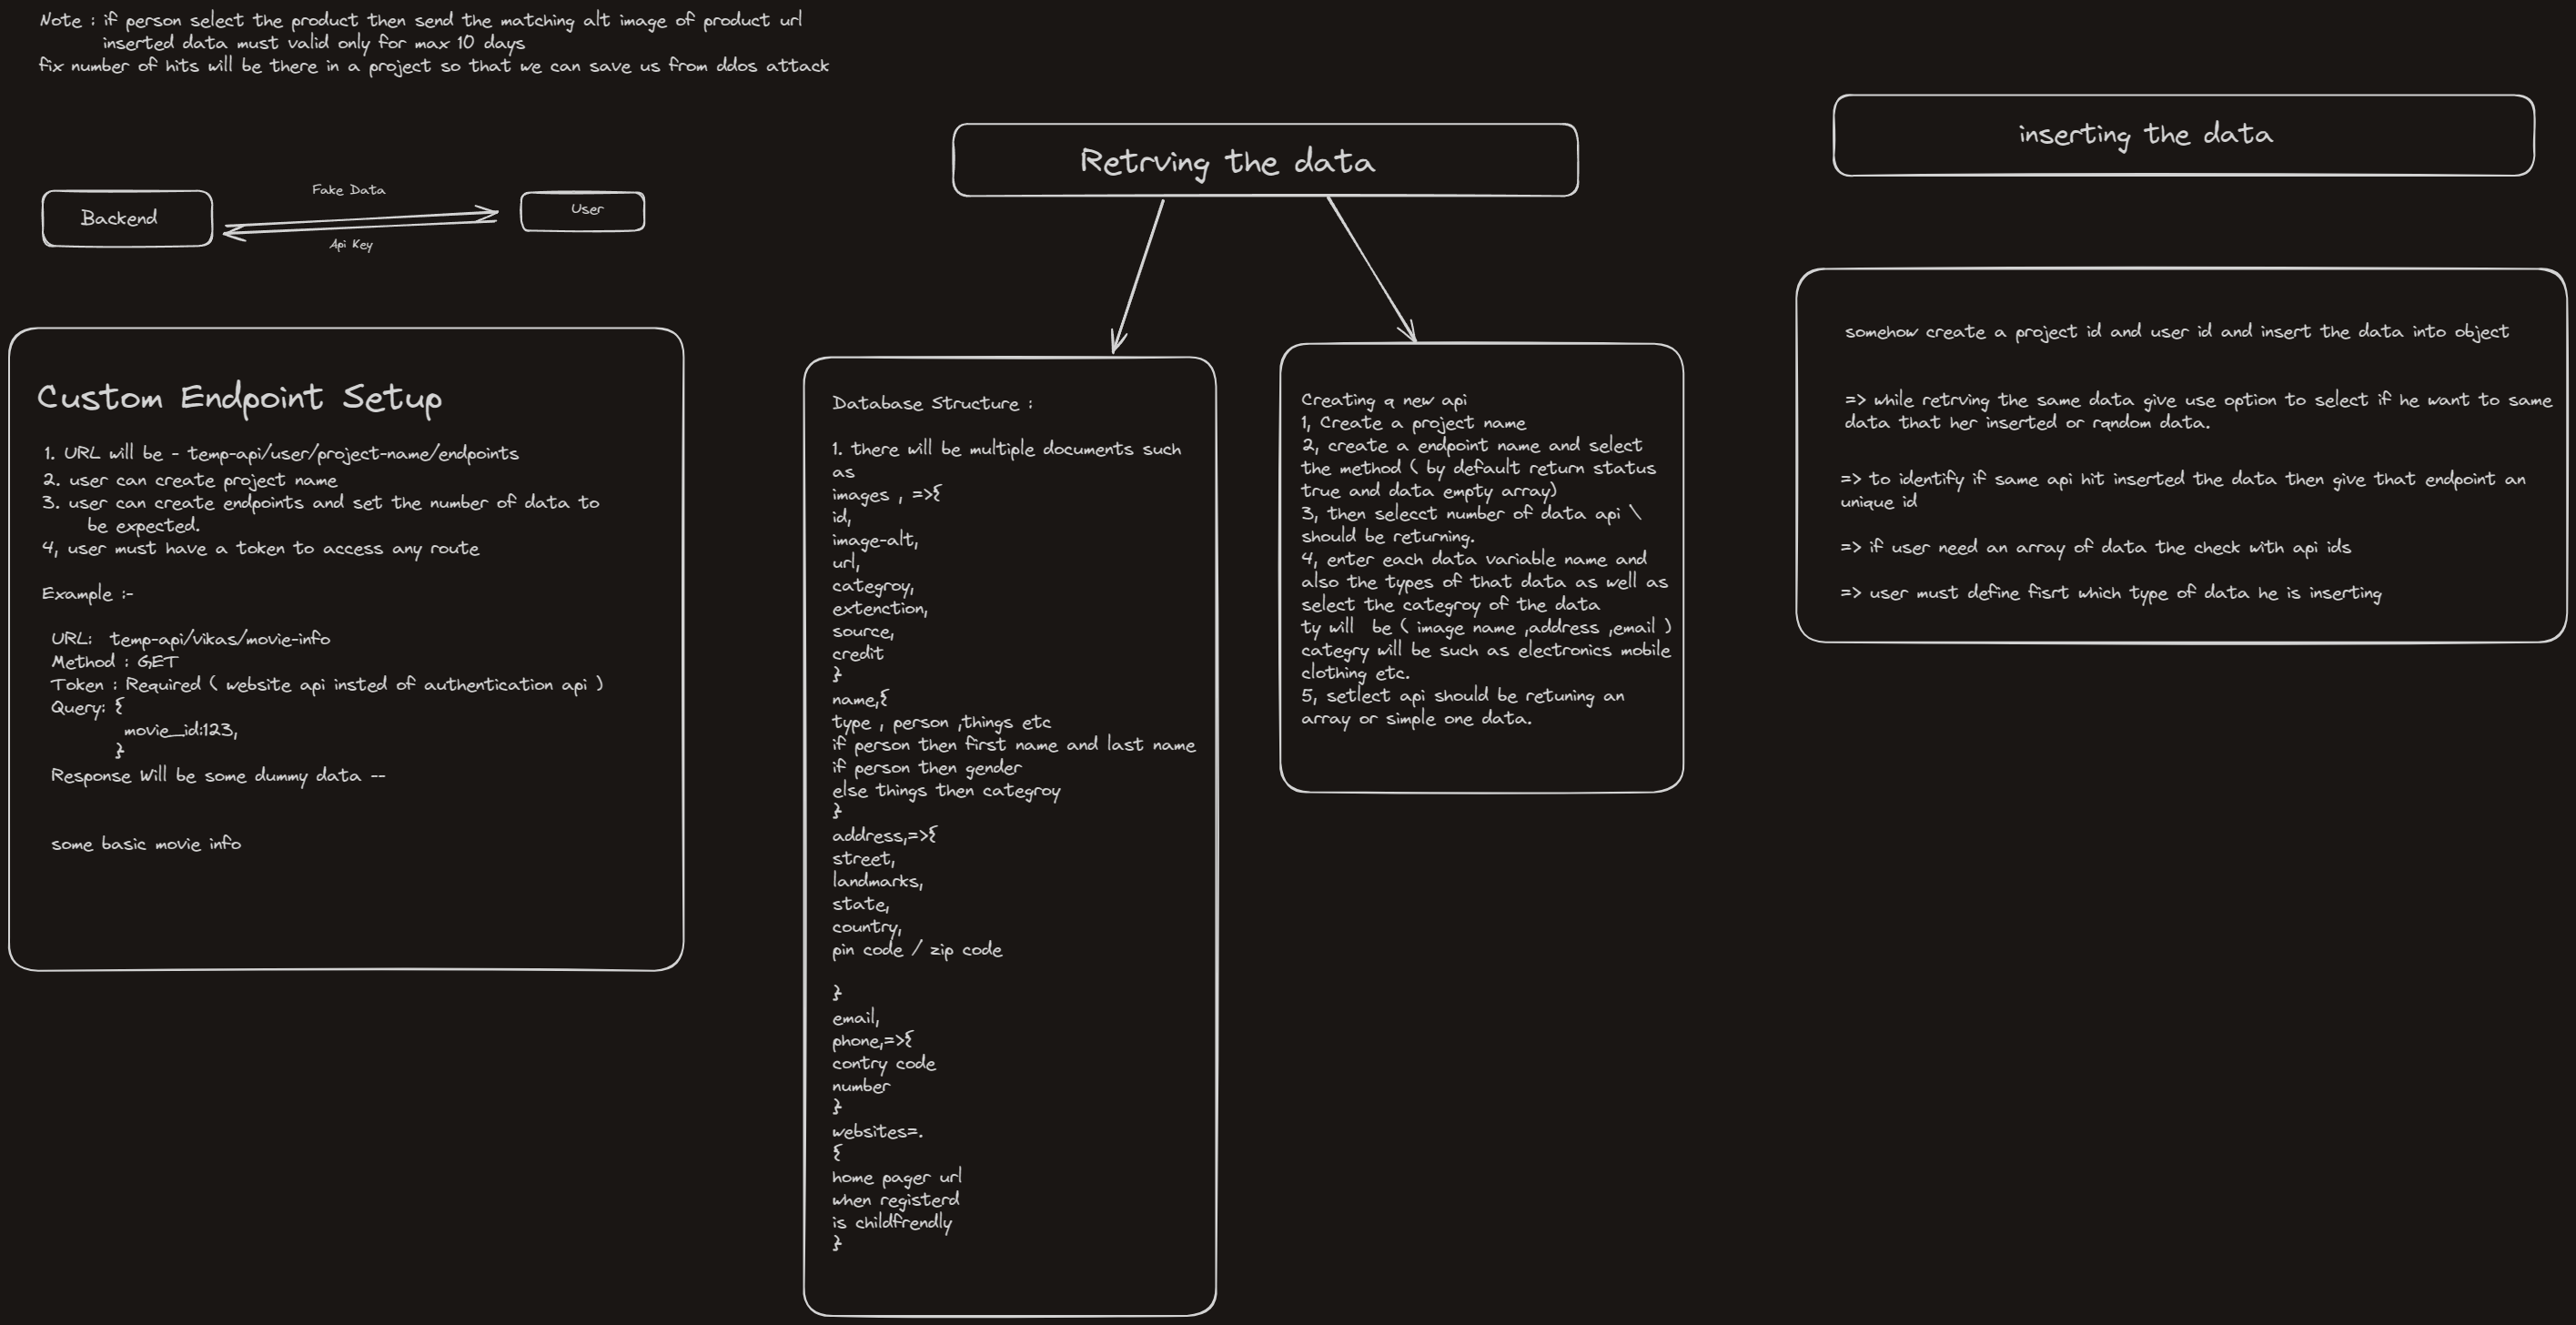 Note : if person select the product then send the matching alt image of product url
inserted data must valid only for max 10 days
fix number of hits will be there in a project so that we can save us from ddos attack
Backend
Fake Data
Api Key
User
Custom Endpoint Setup
1. URL will be - temp-api/user/project-name/endpoints
2. user can create project name
3. user can create endpoints and set the number of data to
be expected.
4, user must have a token to access any route
Example :-
URL: temp-api/vikas/movie-info
Method : GET
Token : Required ( website api insted of authentication api )
Query: {
movie_id:123,
}
Response Will be some dummy data --
some basic movie info
Retrving the data
Database Structure :
1. there will be multiple documents such
as
images , =>{
id,
image-alt,
url,
categroy,
extenction,
source,
credit
}
name,{
type , person ,things etc
if person then first name and last name
if person then gender
else things then categroy
}
address,=>{
street,
landmarks,
state,
country,
pin code / zip code
}
email,
phone,=>{
contry code
number
}
websites=.
{
home pager url
when registerd
is childfrendly
}
Creating q new api
1, Create a project name
2, create a endpoint name and select
the method ( by default return status
true and data empty array)
3, then selecct number of data api \
should be returning.
4, enter each data variable name and
also the types of that data as well as
select the categroy of the data
ty will be ( image name ,address ,email )
categry will be such as electronics mobile
clothing etc.
5, setlect api should be retuning an
array or simple one data.
inserting the data
somehow create a project id and user id and insert the data into object
=> while retrving the same data give use option to select if he want to same
data that her inserted or rqndom data.
=> to identify if same api hit inserted the data then give that endpoint an
unique id
=> if user need an array of data the check with api ids
=> user must define fisrt which type of data he is inserting